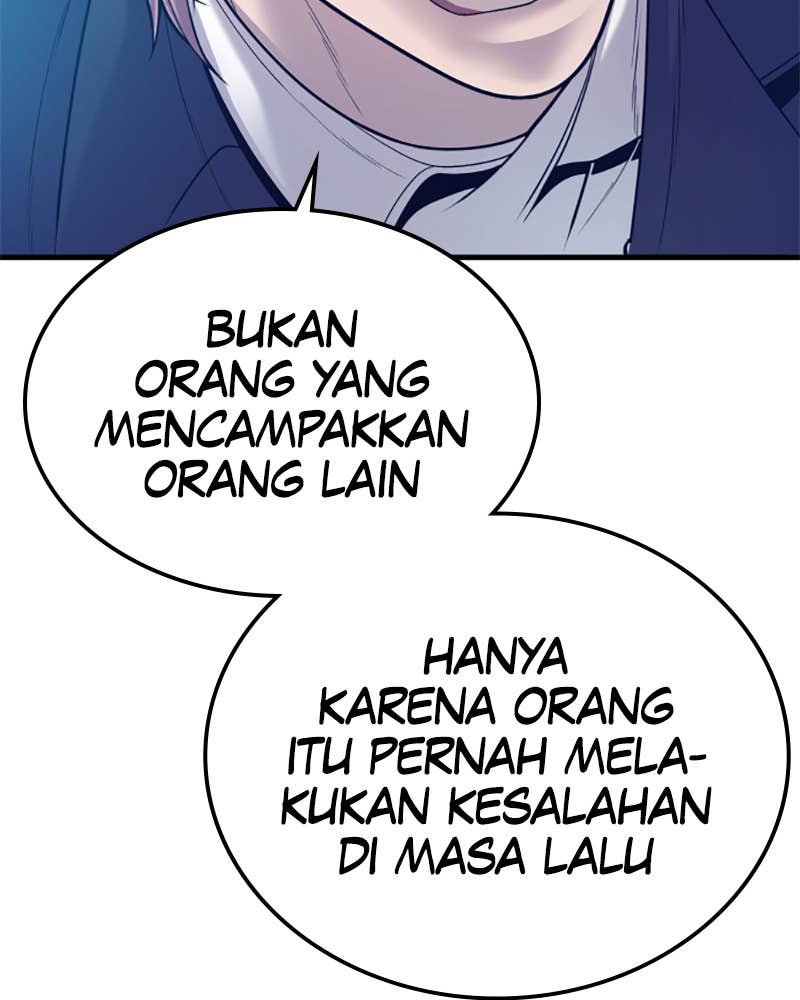 BUKAN
ORANG YANG
MENCAMPAKKAN
ORANG LAIN
HANYA
KARENA ORANG
ITU PERNAH MELA-
KUKAN KESALAHAN
DI MASA LALU